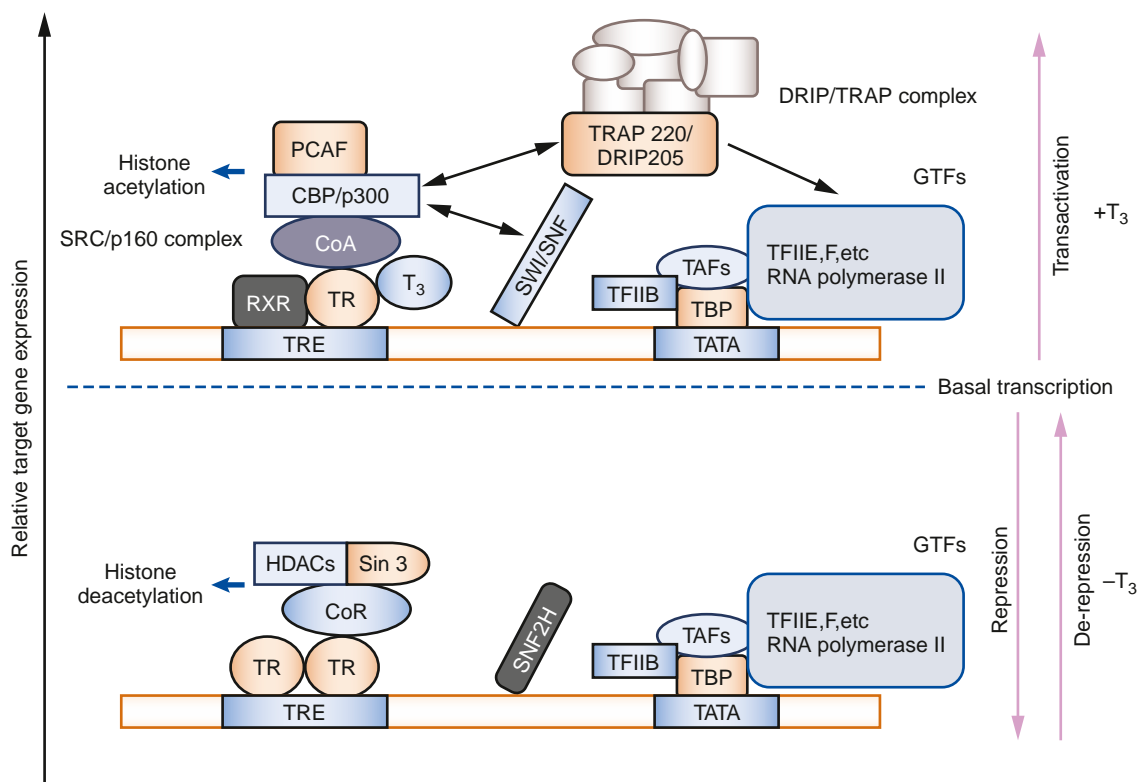 Relative target gene expression
DRIP/TRAP complex
TRAP 220/
DRIP205
PCAF
Histone
acetylation
CBP/p300
GTFs
SRC/p160 complex
CoA
SWI/SNF
T3
RXR
TR
TRE
TFIIB
TAFs
TBP
TATA
TFIIE,F,etc
RNA polymerase II
Transactivation
+T3
Basal transcription
HDACs
Sin 3
Histone
deacetylation
CoR
TR
TR
TRE
SNF2H
GTFs
TFIIB
TAFs
TBP
TATA
TFIIE,F,etc
RNA polymerase II
Repression
De-repression
–T3